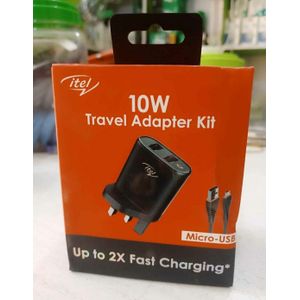 itel
10W
Travel Adapter Kit
itel
Micro-USB
Up to 2X Fast Charging*